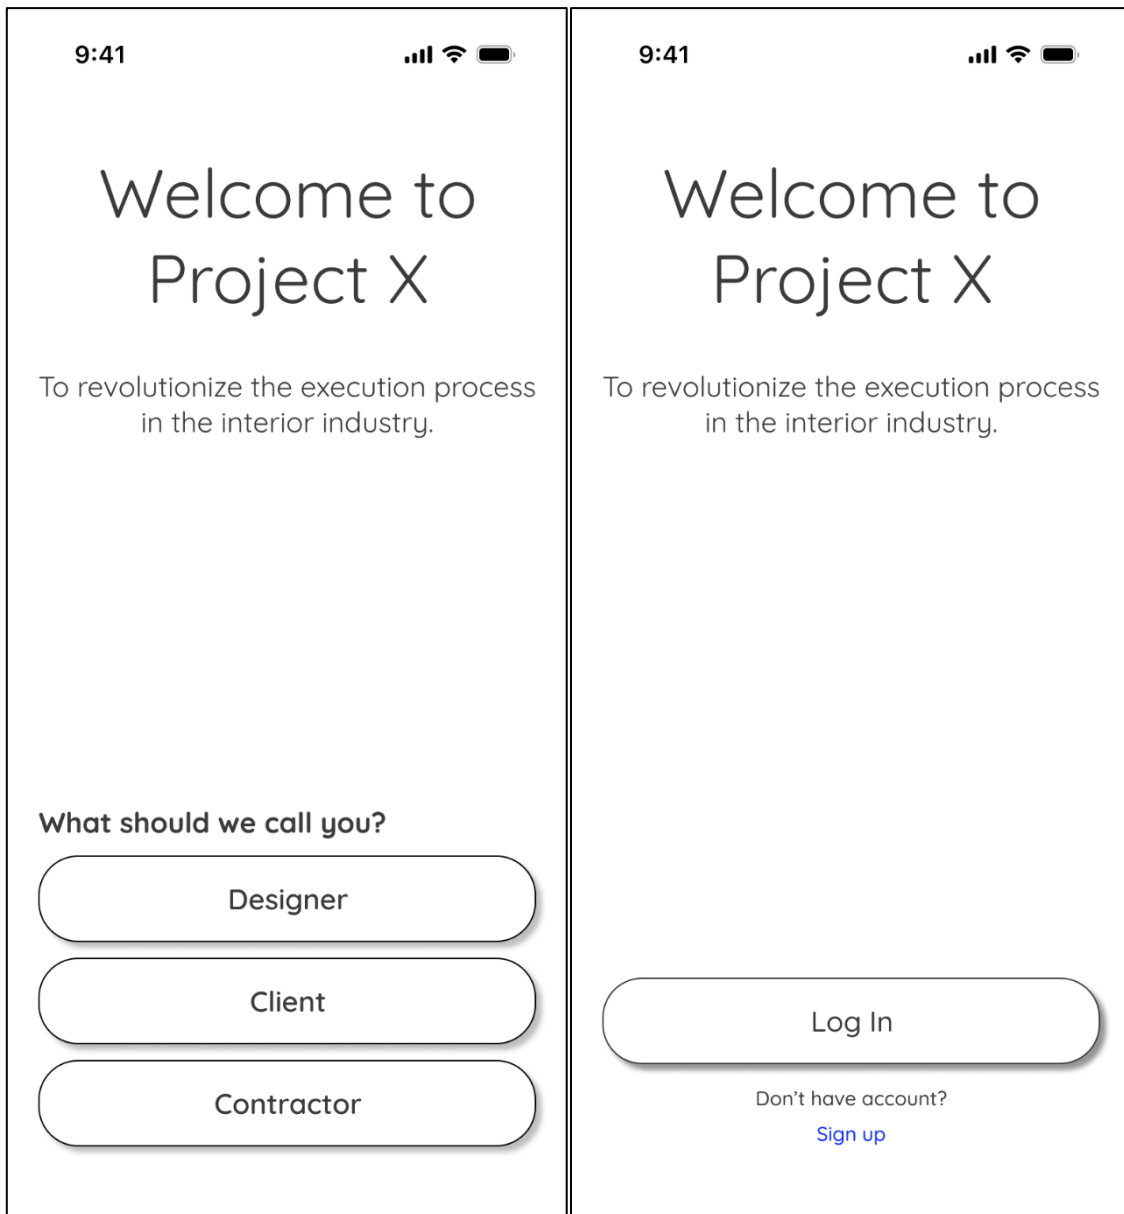 9:41
Welcome to
Project X
To revolutionize the execution process
in the interior industry.
What should we call you?
Designer
Client
Contractor
9:41
Welcome to
Project X
To revolutionize the execution process
in the interior industry.
Log In
Don’t have account?
Sign up